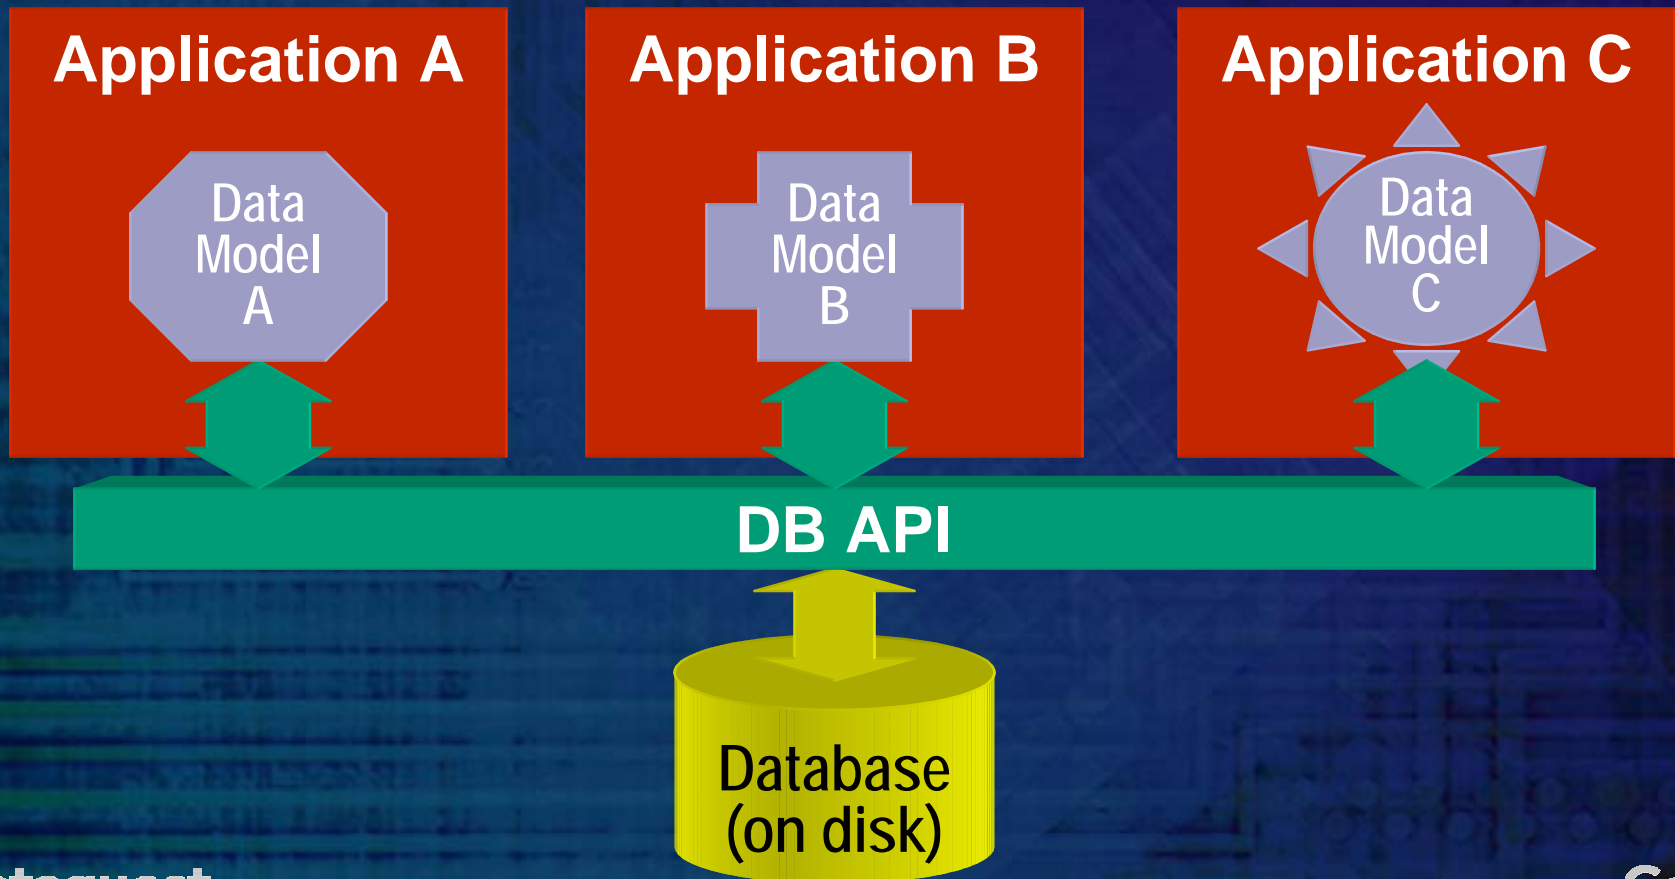 Application A
Application B
Application C
Data
Model
A
Data
Model
B
Data
Model
C
DB API
Database
(on disk)